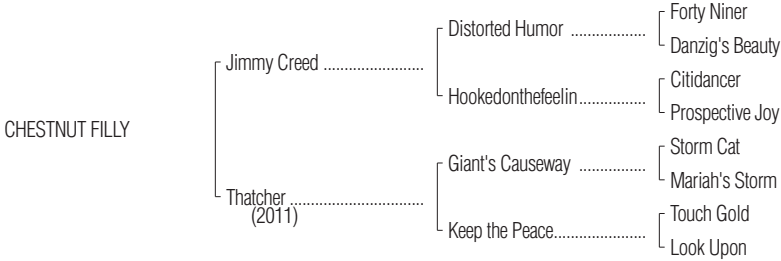 Forty Niner
Distorted Humor ..................
Danzig's Beauty
Jimmy Creed ........................
Citidancer
Hookedonthefeelin................
Prospective Joy
CHESTNUT FILLY
Storm Cat
Giant's Causeway ................
Mariah's Storm
Thatcher ................................
(2011)
Touch Gold
Keep the Peace......................
Look Upon